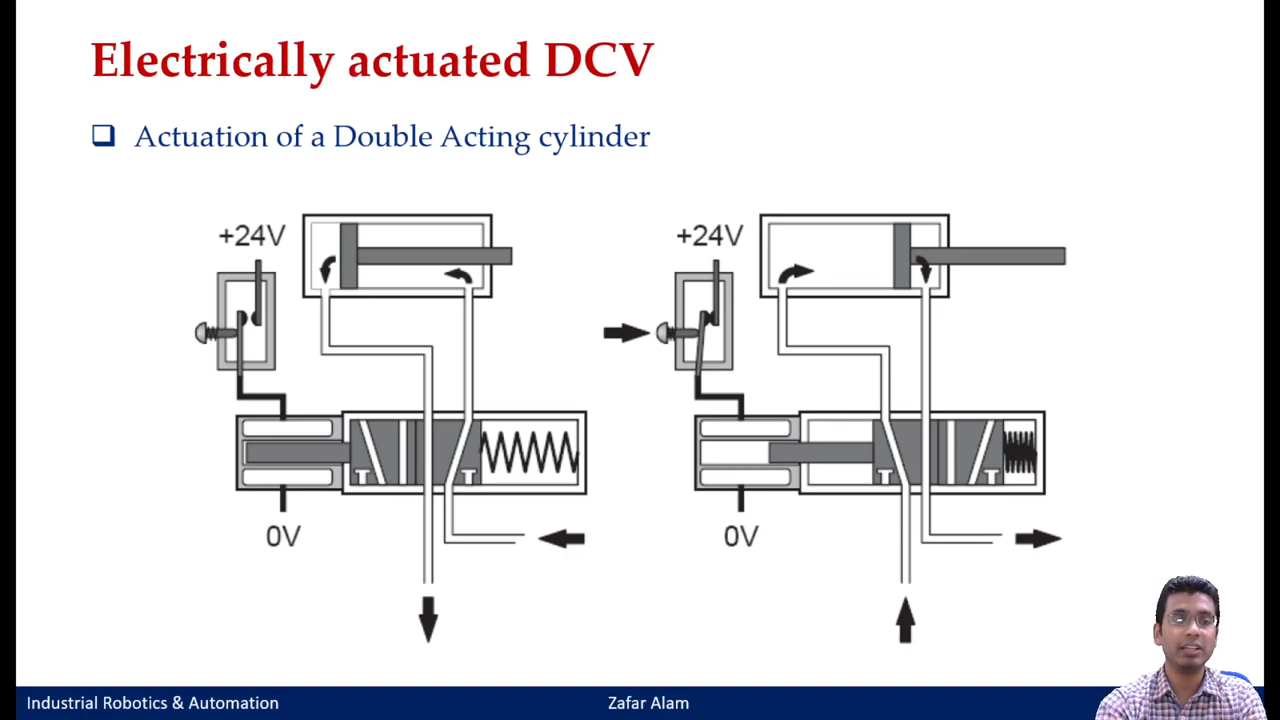 Electrically actuated DCV
Actuation of a Double Acting cylinder
+24V
+24V
0V
0V
Industrial Robotics & Automation
Zafar Alam